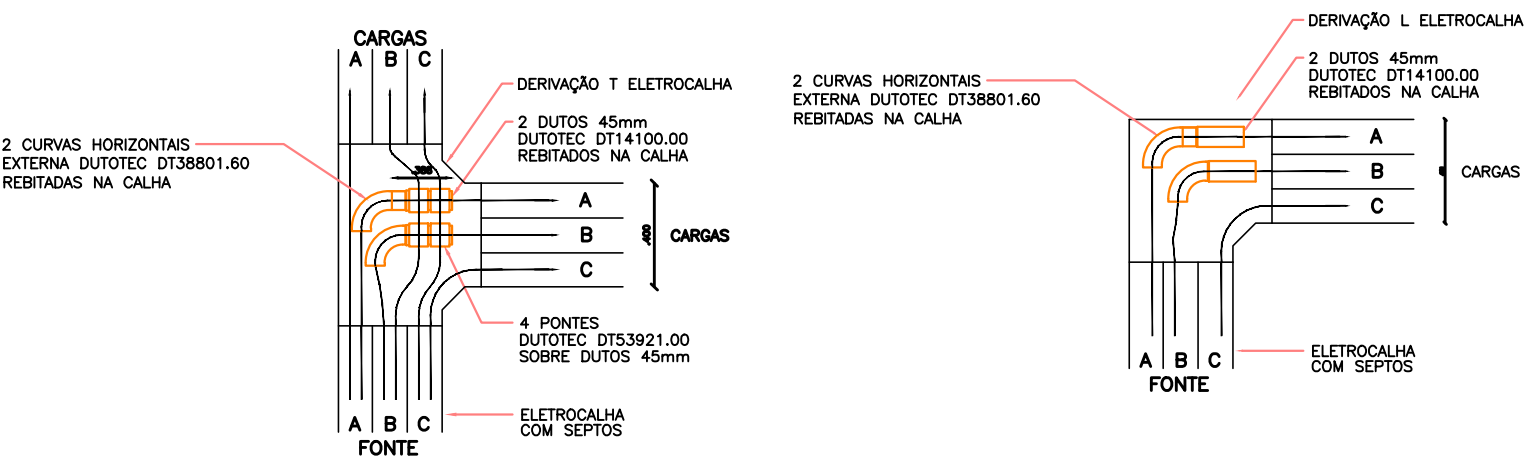 CARGAS
A B C
DERIVAÇÃO T ELETROCALHA
2 DUTOS 45mm
DUTOTEC DT14100.00
REBITADOS NA CALHA
2 CURVAS HORIZONTAIS
EXTERNA DUTOTEC DT38801.60
REBITADAS NA CALHA
A
B
C
.400
CARGAS
4 PONTES
DUTOTEC DT53921.00
SOBRE DUTOS 45mm
ELETROCALHA
COM SEPTOS
A B C
FONTE
DERIVAÇÃO L ELETROCALHA
2 DUTOS 45mm
DUTOTEC DT14100.00
REBITADOS NA CALHA
2 CURVAS HORIZONTAIS
EXTERNA DUTOTEC DT38801.60
REBITADAS NA CALHA
A
B
C
CARGAS
ELETROCALHA
COM SEPTOS
A B C
FONTE